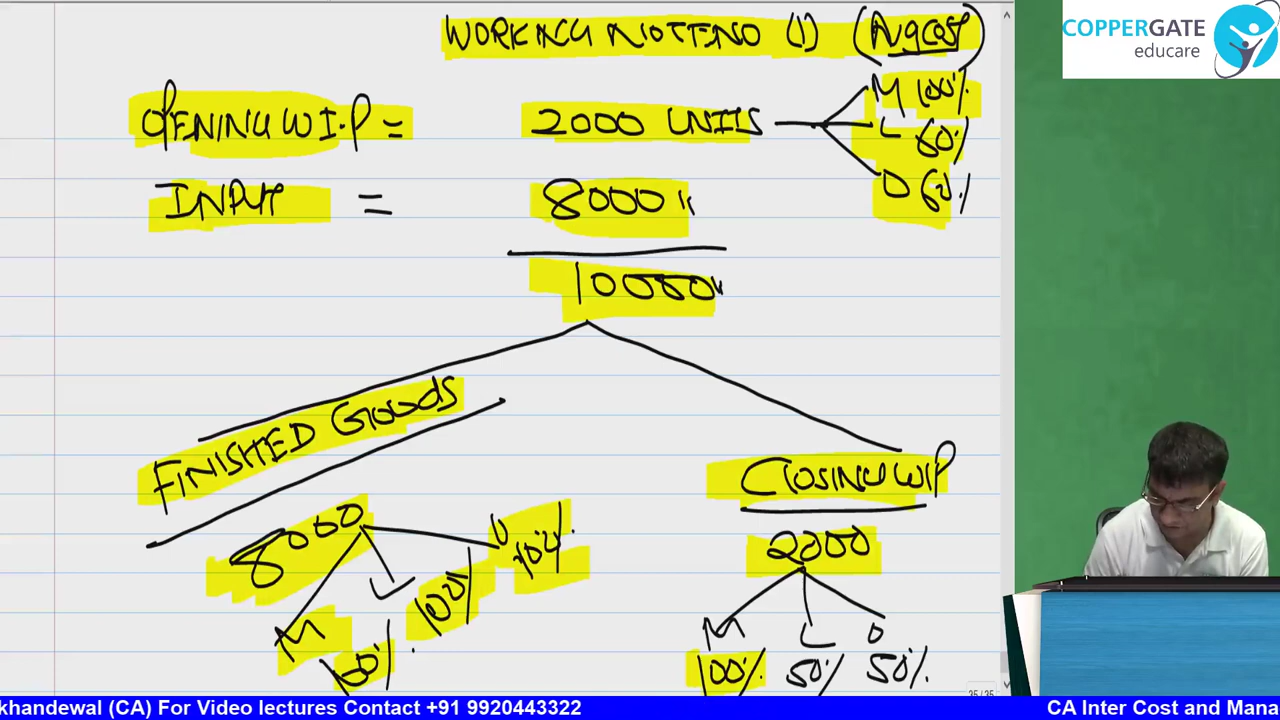 WORKING NOTE NO (1) (Avg Cost)
COPPERGATE
educare
OPENING W.I.P = 2000 UNITS M 100%
L 60%
O 60%
INPUT = 8000 "
10000 "
FINISHED GOODS
CLOSING WIP
8000
2000
M 100% L 100% O 100%
M 100% L 50% O 50%
35/35
khandewal (CA) For Video lectures Contact +91 9920443322
CA Inter Cost and Mana